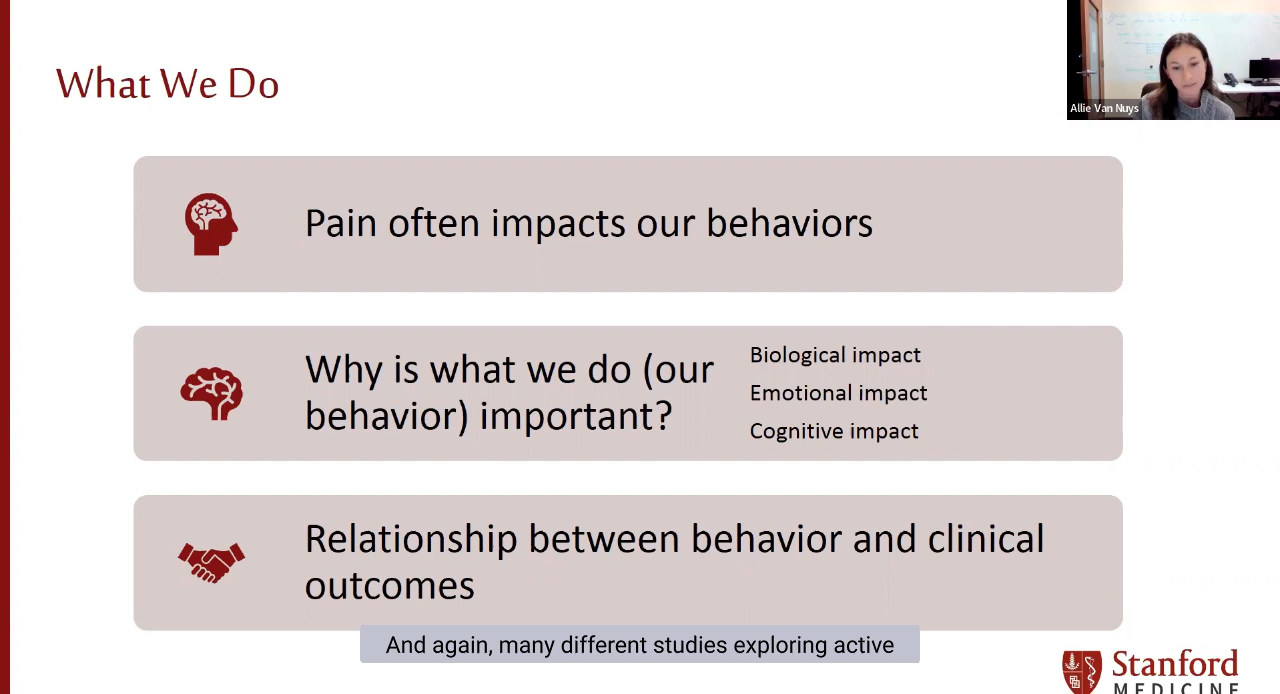 What We Do
Allie Van Nuys
Pain often impacts our behaviors
Why is what we do (our
behavior) important?
Biological impact
Emotional impact
Cognitive impact
Relationship between behavior and clinical
outcomes
And again, many different studies exploring active
Stanford
MEDICINE